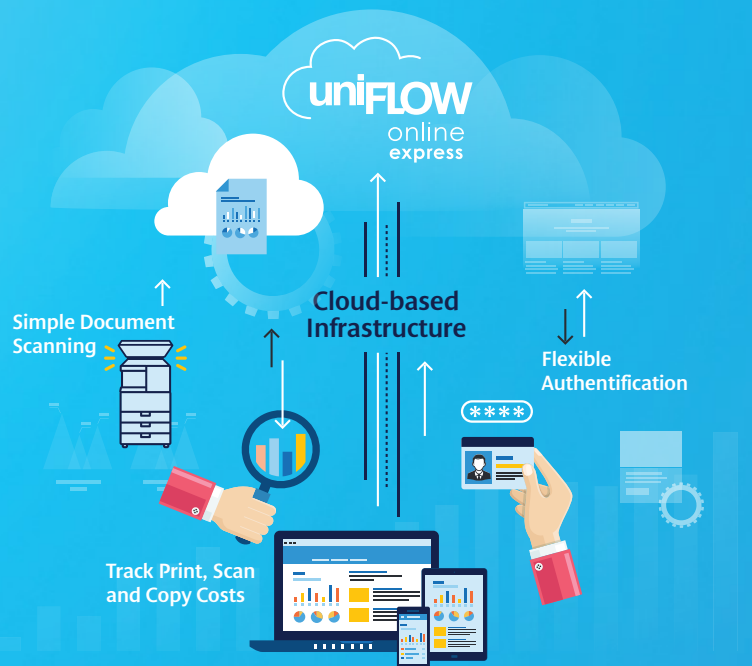 uniFLOW
online
express
Cloud-based
Infrastructure
Simple Document
Scanning
Flexible
Authentification
****
Track Print, Scan
and Copy Costs